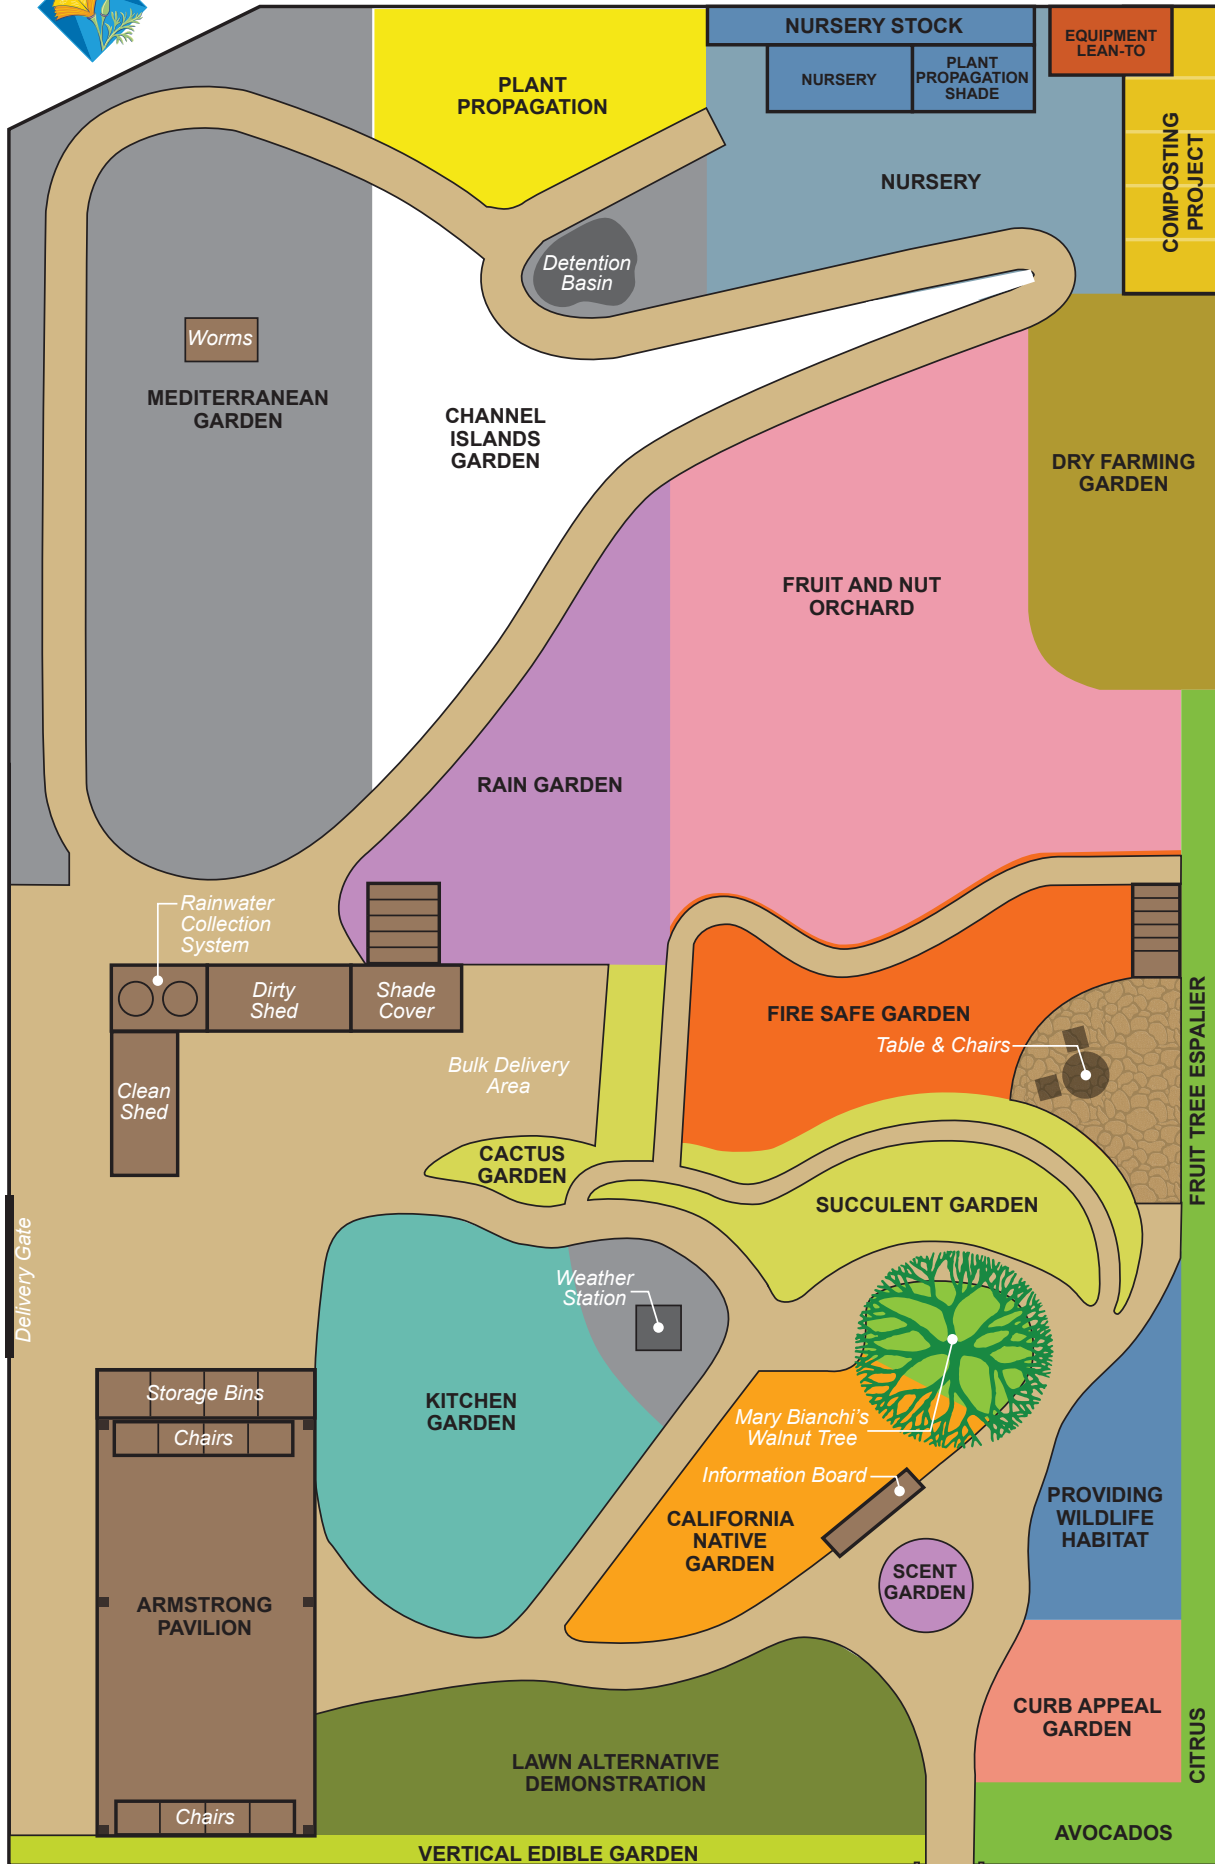 NURSERY STOCK
EQUIPMENT
LEAN-TO
PLANT
PROPAGATION
NURSERY
PLANT
PROPAGATION
SHADE
COMPOSTING
PROJECT
NURSERY
Detention
Basin
Worms
MEDITERRANEAN
GARDEN
CHANNEL
ISLANDS
GARDEN
DRY FARMING
GARDEN
FRUIT AND NUT
ORCHARD
RAIN GARDEN
Rainwater
Collection
System
Dirty
Shed
Shade
Cover
FIRE SAFE GARDEN
Table & Chairs
Bulk Delivery
Area
Clean
Shed
FRUIT TREE ESPALIER
CACTUS
GARDEN
SUCCULENT GARDEN
Delivery Gate
Weather
Station
Storage Bins
Chairs
KITCHEN
GARDEN
Mary Bianchi's
Walnut Tree
Information Board
CALIFORNIA
NATIVE
GARDEN
PROVIDING
WILDLIFE
HABITAT
SCENT
GARDEN
ARMSTRONG
PAVILION
CURB APPEAL
GARDEN
CITRUS
LAWN ALTERNATIVE
DEMONSTRATION
Chairs
AVOCADOS
VERTICAL EDIBLE GARDEN